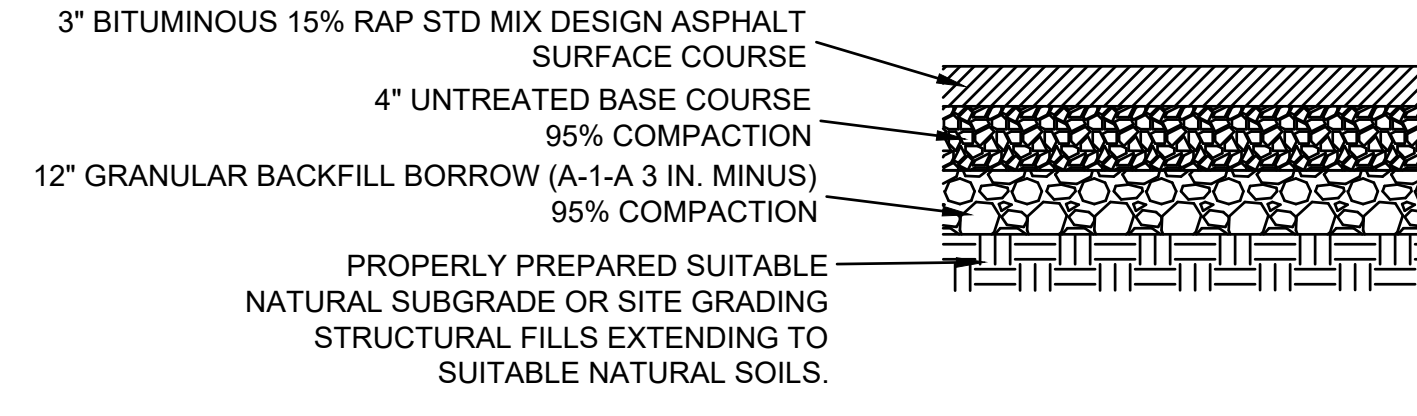 3" BITUMINOUS 15% RAP STD MIX DESIGN ASPHALT
SURFACE COURSE
4" UNTREATED BASE COURSE
95% COMPACTION
12" GRANULAR BACKFILL BORROW (A-1-A 3 IN. MINUS)
95% COMPACTION
PROPERLY PREPARED SUITABLE
NATURAL SUBGRADE OR SITE GRADING
STRUCTURAL FILLS EXTENDING TO
SUITABLE NATURAL SOILS.